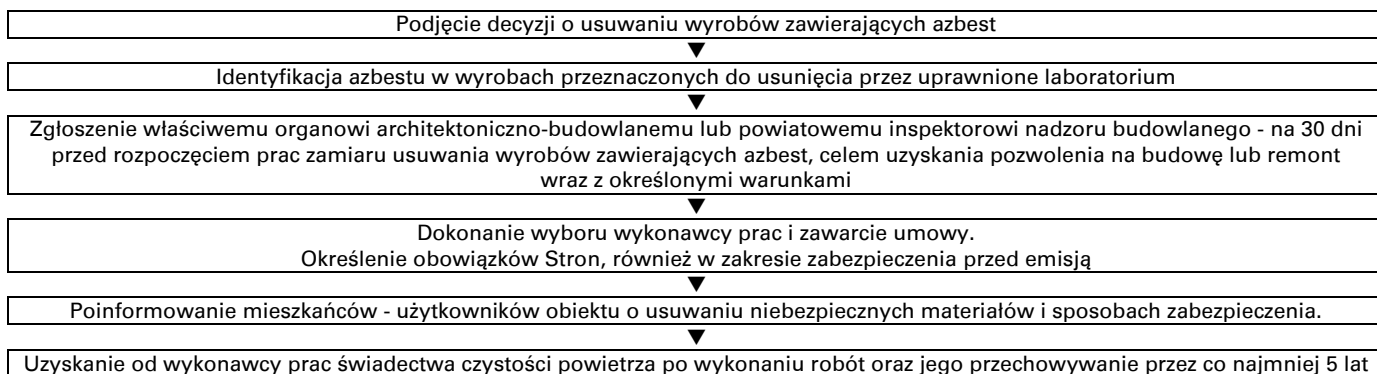 Podjęcie decyzji o usuwaniu wyrobów zawierających azbest
▼
Identyfikacja azbestu w wyrobach przeznaczonych do usunięcia przez uprawnione laboratorium
▼
Zgłoszenie właściwemu organowi architektoniczno-budowlanemu lub powiatowemu inspektorowi nadzoru budowlanego - na 30 dni
przed rozpoczęciem prac zamiaru usuwania wyrobów zawierających azbest, celem uzyskania pozwolenia na budowę lub remont
wraz z określonymi warunkami
▼
Dokonanie wyboru wykonawcy prac i zawarcie umowy.
Określenie obowiązków Stron, również w zakresie zabezpieczenia przed emisją
▼
Poinformowanie mieszkańców - użytkowników obiektu o usuwaniu niebezpiecznych materiałów i sposobach zabezpieczenia.
▼
Uzyskanie od wykonawcy prac świadectwa czystości powietrza po wykonaniu robót oraz jego przechowywanie przez co najmniej 5 lat